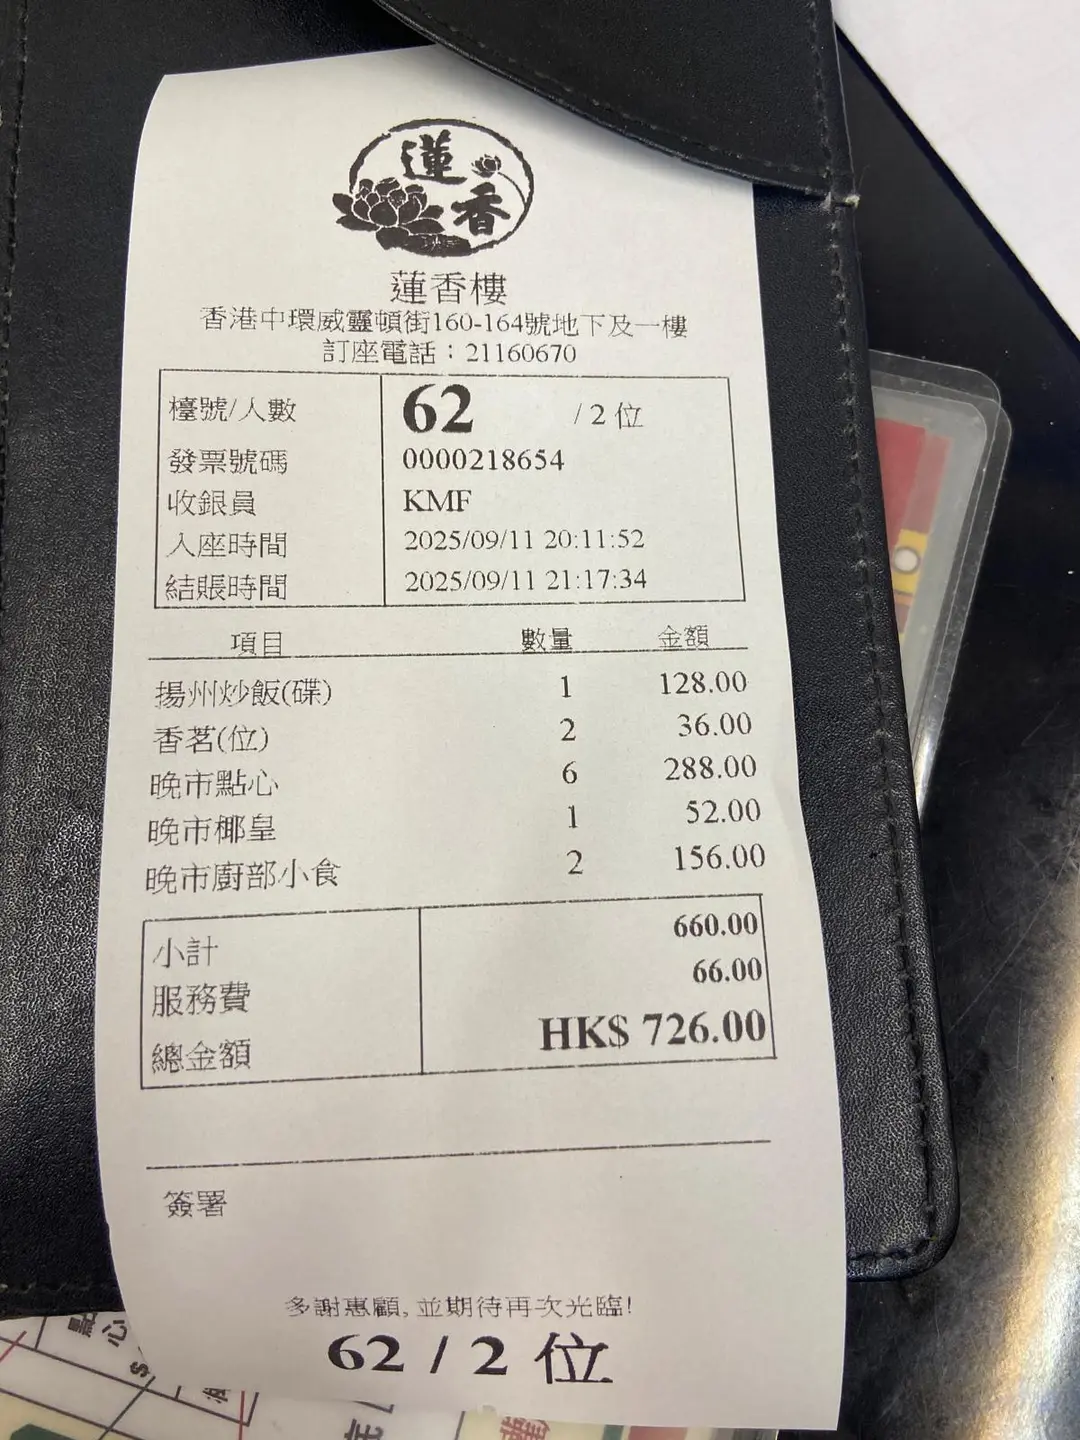 蓮香
蓮香樓
香港中環威靈頓街160-164號地下及一樓
訂座電話：21160670
檯號/人數 62 / 2 位
發票號碼 0000218654
收銀員 KMF
入座時間 2025/09/11 20:11:52
結賬時間 2025/09/11 21:17:34
項目 數量 金額
揚州炒飯(碟) 1 128.00
香茗(位) 2 36.00
晚市點心 6 288.00
晚市椰皇 1 52.00
晚市廚部小食 2 156.00
小計 660.00
服務費 66.00
總金額 HK$ 726.00
簽署
多謝惠顧, 並期待再次光臨!
62 / 2 位
點心
$